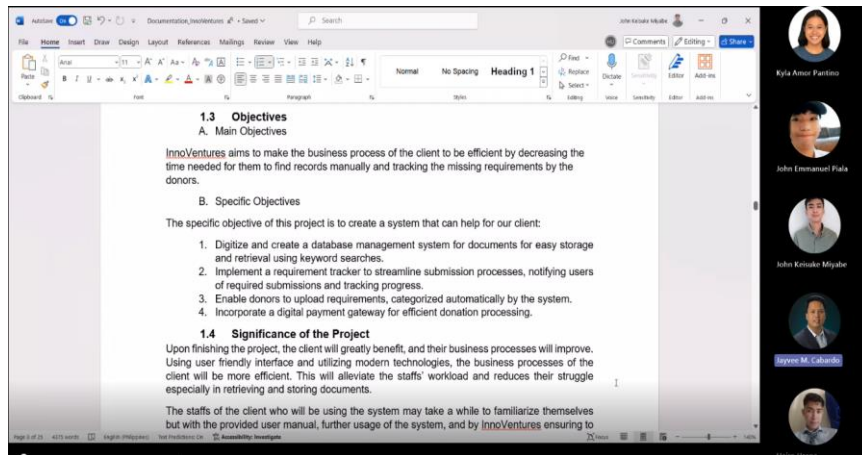 AutoSave On
Documentation_InnoVentures
Saved
Search
John Keisuke Miyabe
File Home Insert Draw Design Layout References Mailings Review View Help
Comments Editing Share
Paste
Arial 11
Normal No Spacing Heading 1
Find
Replace
Select
Dictate Sensitivity Editor Add-ins
Clipboard Font Paragraph Styles Editing Voice Sensitivity Editor Add-ins
1.3 Objectives
A. Main Objectives
InnoVentures aims to make the business process of the client to be efficient by decreasing the
time needed for them to find records manually and tracking the missing requirements by the
donors.
B. Specific Objectives
The specific objective of this project is to create a system that can help for our client:
1. Digitize and create a database management system for documents for easy storage
and retrieval using keyword searches.
2. Implement a requirement tracker to streamline submission processes, notifying users
of required submissions and tracking progress.
3. Enable donors to upload requirements, categorized automatically by the system.
4. Incorporate a digital payment gateway for efficient donation processing.
1.4 Significance of the Project
Upon finishing the project, the client will greatly benefit, and their business processes will improve.
Using user friendly interface and utilizing modern technologies, the business processes of the
client will be more efficient. This will alleviate the staffs' workload and reduces their struggle
especially in retrieving and storing documents.
The staffs of the client who will be using the system may take a while to familiarize themselves
but with the provided user manual, further usage of the system, and by InnoVentures ensuring to
Page 6 of 25 4215 words English (Philippines) Text Predictions: On Accessibility: Investigate
Focus
140%
Kyla Amor Pantino
John Emmanuel Piala
John Keisuke Miyabe
Jayvee M. Cabardo